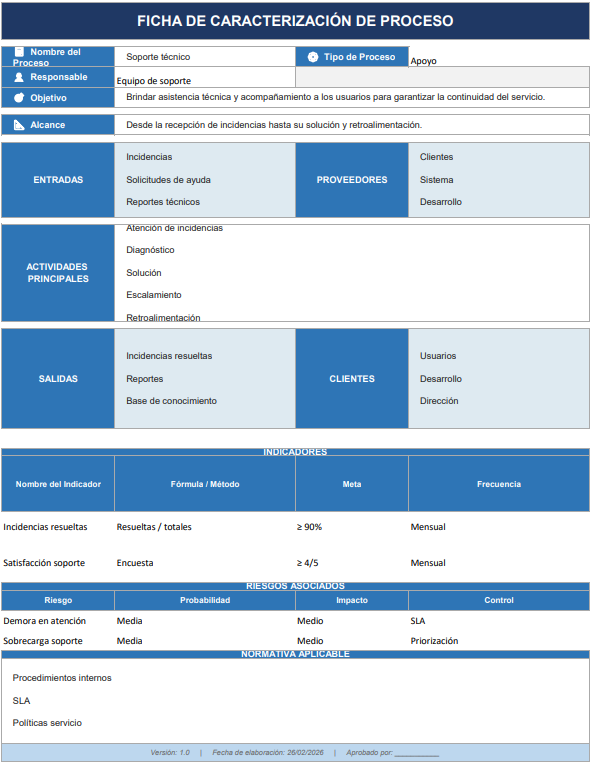 FICHA DE CARACTERIZACIÓN DE PROCESO
Nombre del Proceso
Soporte técnico
Tipo de Proceso
Apoyo
Responsable
Equipo de soporte
Objetivo
Brindar asistencia técnica y acompañamiento a los usuarios para garantizar la continuidad del servicio.
Alcance
Desde la recepción de incidencias hasta su solución y retroalimentación.
ENTRADAS
Incidencias
Solicitudes de ayuda
Reportes técnicos
PROVEEDORES
Clientes
Sistema
Desarrollo
ACTIVIDADES
PRINCIPALES
Atención de incidencias
Diagnóstico
Solución
Escalamiento
Retroalimentación
SALIDAS
Incidencias resueltas
Reportes
Base de conocimiento
CLIENTES
Usuarios
Desarrollo
Dirección
INDICADORES
Nombre del Indicador Fórmula / Método Meta Frecuencia
Incidencias resueltas Resueltas / totales ≥ 90% Mensual
Satisfacción soporte Encuesta ≥ 4/5 Mensual
RIESGOS ASOCIADOS
Riesgo Probabilidad Impacto Control
Demora en atención Media Medio SLA
Sobrecarga soporte Media Medio Priorización
NORMATIVA APLICABLE
Procedimientos internos
SLA
Políticas servicio
Versión: 1.0 | Fecha de elaboración: 26/02/2026 | Aprobado por: ___________